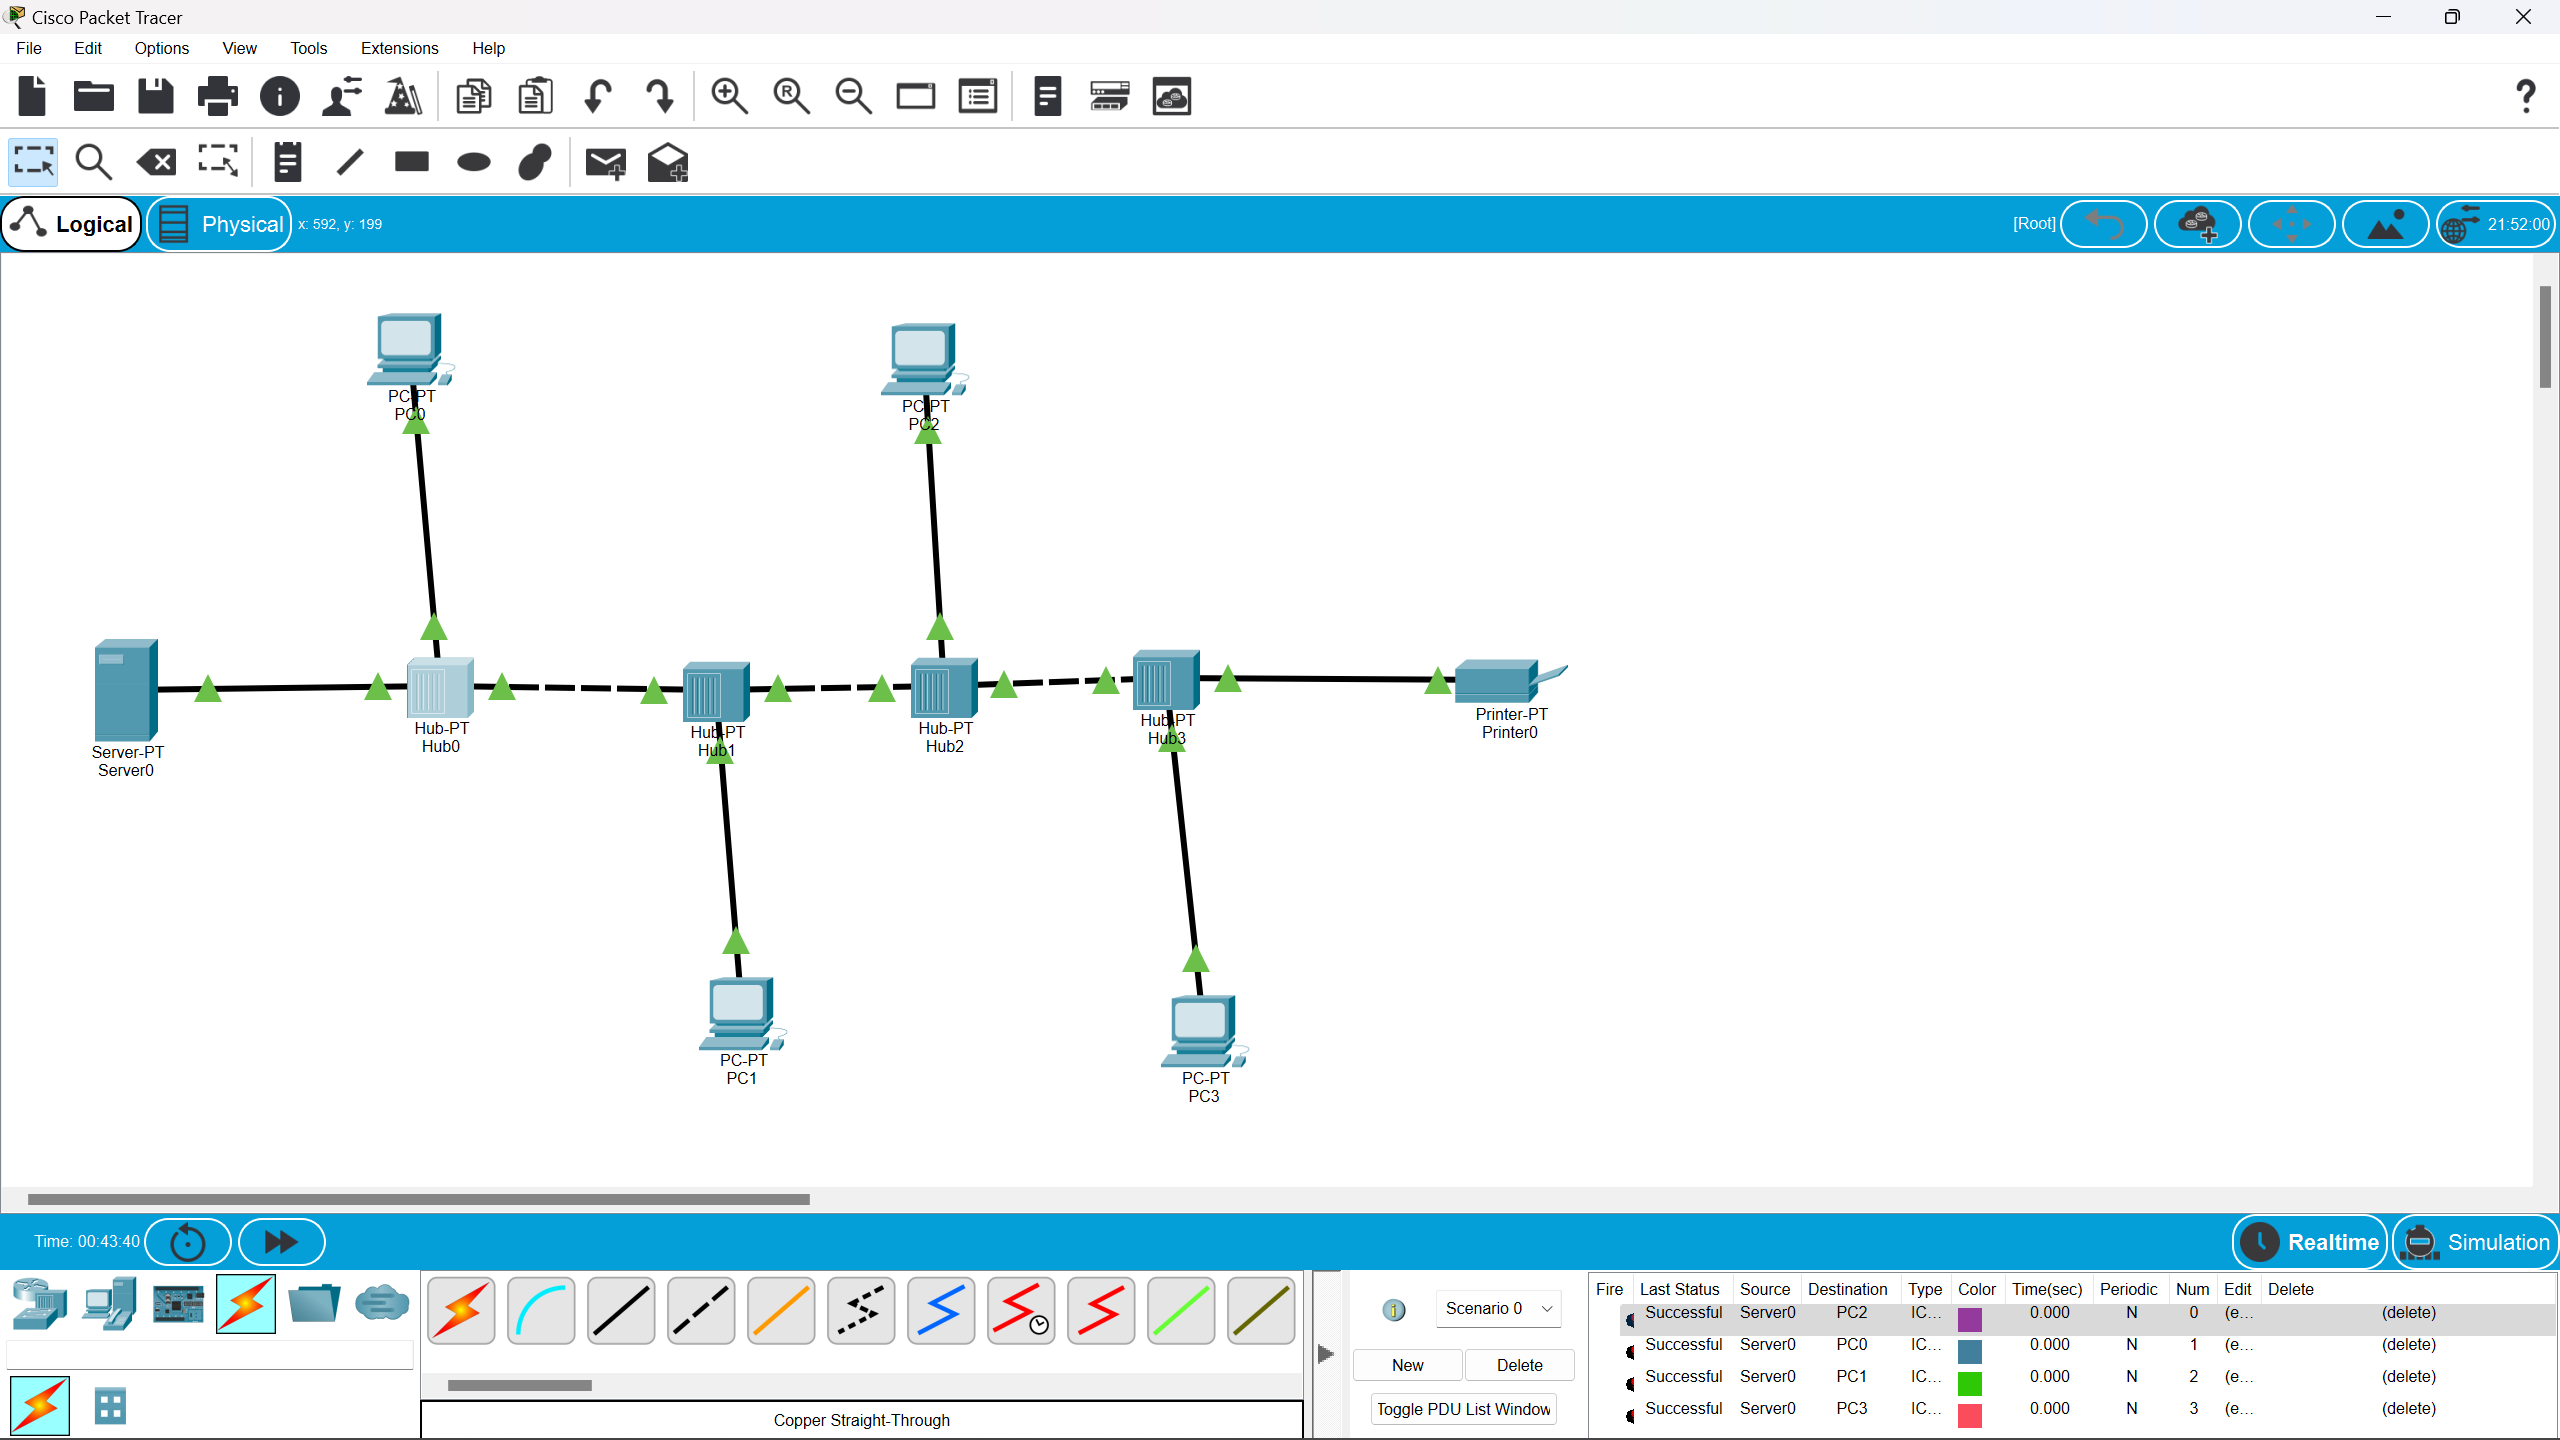 Cisco Packet Tracer
File Edit Options View Tools Extensions Help
Logical Physical x: 592, y: 199 [Root] 21:52:00
PC-PT
PC0
PC-PT
PC2
Server-PT
Server0
Hub-PT
Hub0
Hub-PT
Hub1
Hub-PT
Hub2
Hub-PT
Hub3
Printer-PT
Printer0
PC-PT
PC1
PC-PT
PC3
Time: 00:43:40 Realtime Simulation
Scenario 0
New Delete
Toggle PDU List Window
Copper Straight-Through
Fire Last Status Source Destination Type Color Time(sec) Periodic Num Edit Delete
Successful Server0 PC2 IC... 0.000 N 0 (e... (delete)
Successful Server0 PC0 IC... 0.000 N 1 (e... (delete)
Successful Server0 PC1 IC... 0.000 N 2 (e... (delete)
Successful Server0 PC3 IC... 0.000 N 3 (e... (delete)